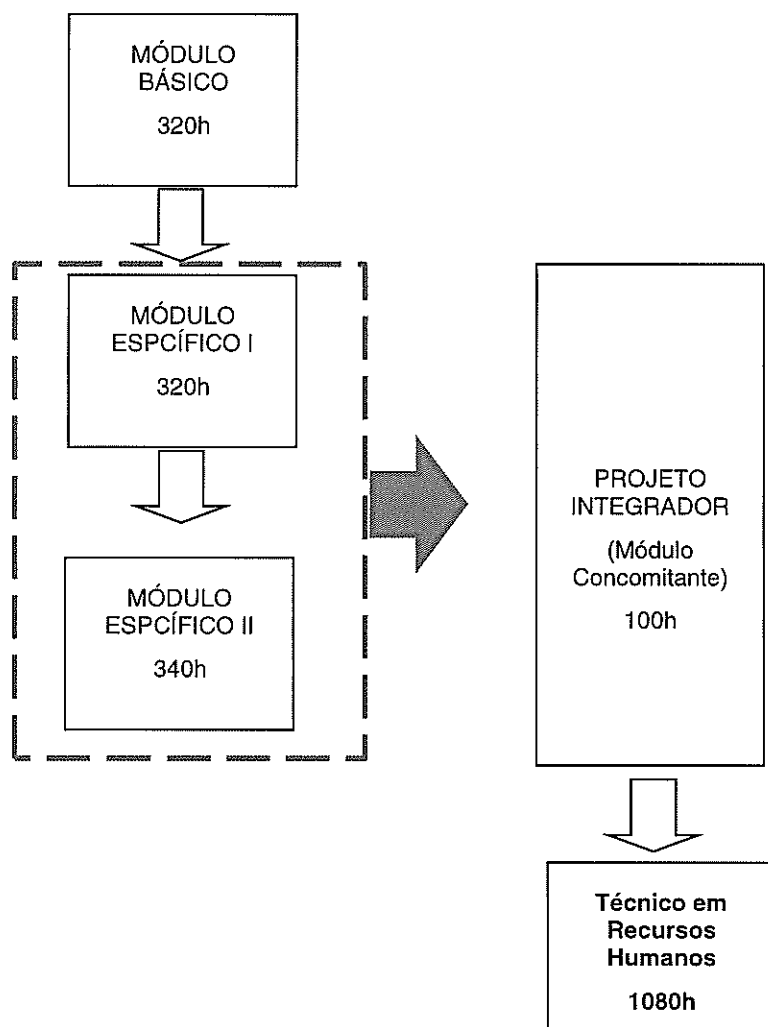 MÓDULO
BÁSICO
320h
MÓDULO
ESPCÍFICO I
320h
MÓDULO
ESPCÍFICO II
340h
PROJETO
INTEGRADOR
(Módulo
Concomitante)
100h
Técnico em
Recursos
Humanos
1080h